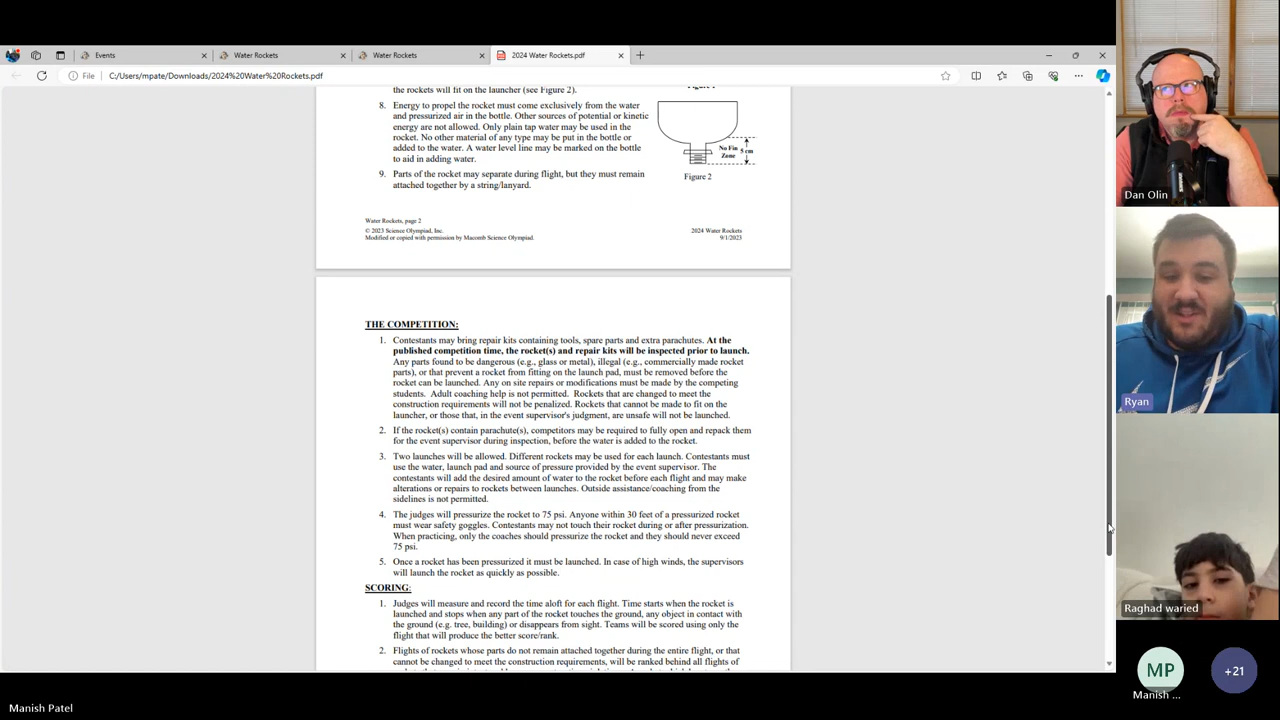 Events
Water Rockets
Water Rockets
2024 Water Rockets.pdf
File
C:/Users/mpate/Downloads/2024%20Water%20Rockets.pdf
the rockets will fit on the launcher (see Figure 2).
8. Energy to propel the rocket must come exclusively from the water
and pressurized air in the bottle. Other sources of potential or kinetic
energy are not allowed. Only plain tap water may be used in the
rocket. No other material of any type may be put in the bottle or
added to the water. A water level line may be marked on the bottle
to aid in adding water.
9. Parts of the rocket may separate during flight, but they must remain
attached together by a string/lanyard.
No Fin
Zone
5 cm
Figure 2
Water Rockets, page 2
© 2023 Science Olympiad, Inc.
Modified or copied with permission by Macomb Science Olympiad.
2024 Water Rockets
9/1/2023
THE COMPETITION:
1. Contestants may bring repair kits containing tools, spare parts and extra parachutes. At the
published competition time, the rocket(s) and repair kits will be inspected prior to launch.
Any parts found to be dangerous (e.g., glass or metal), illegal (e.g., commercially made rocket
parts), or that prevent a rocket from fitting on the launch pad, must be removed before the
rocket can be launched. Any on site repairs or modifications must be made by the competing
students. Adult coaching help is not permitted. Rockets that are changed to meet the
construction requirements will not be penalized. Rockets that cannot be made to fit on the
launcher, or those that, in the event supervisor's judgment, are unsafe will not be launched.
2. If the rocket(s) contain parachute(s), competitors may be required to fully open and repack them
for the event supervisor during inspection, before the water is added to the rocket.
3. Two launches will be allowed. Different rockets may be used for each launch. Contestants must
use the water, launch pad and source of pressure provided by the event supervisor. The
contestants will add the desired amount of water to the rocket before each flight and may make
alterations or repairs to rockets between launches. Outside assistance/coaching from the
sidelines is not permitted.
4. The judges will pressurize the rocket to 75 psi. Anyone within 30 feet of a pressurized rocket
must wear safety goggles. Contestants may not touch their rocket during or after pressurization.
When practicing, only the coaches should pressurize the rocket and they should never exceed
75 psi.
5. Once a rocket has been pressurized it must be launched. In case of high winds, the supervisors
will launch the rocket as quickly as possible.
SCORING:
1. Judges will measure and record the time aloft for each flight. Time starts when the rocket is
launched and stops when any part of the rocket touches the ground, any object in contact with
the ground (e.g. tree, building) or disappears from sight. Teams will be scored using only the
flight that will produce the better score/rank.
2. Flights of rockets whose parts do not remain attached together during the entire flight, or that
cannot be changed to meet the construction requirements, will be ranked behind all flights of
Dan Olin
Ryan
Raghad waried
MP
Manish ...
+21
Manish Patel